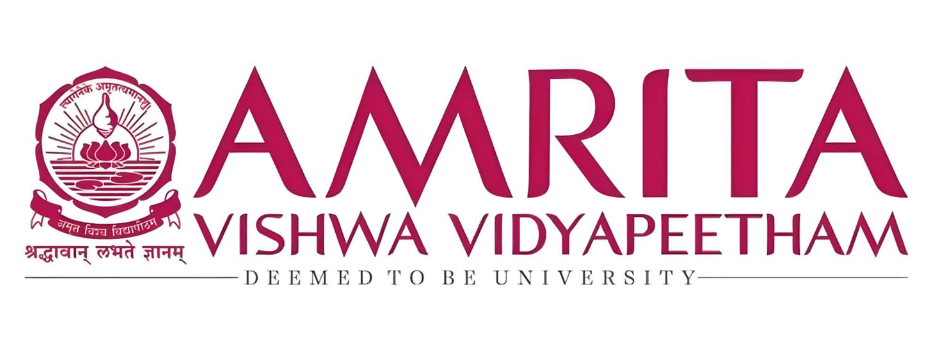 त्यागेनैके अमृतत्वमानशुः
अमृत विश्व विद्यापीठम्
श्रद्धावान् लभते ज्ञानम्
AMRITA
VISHWA VIDYAPEETHAM
DEEMED TO BE UNIVERSITY